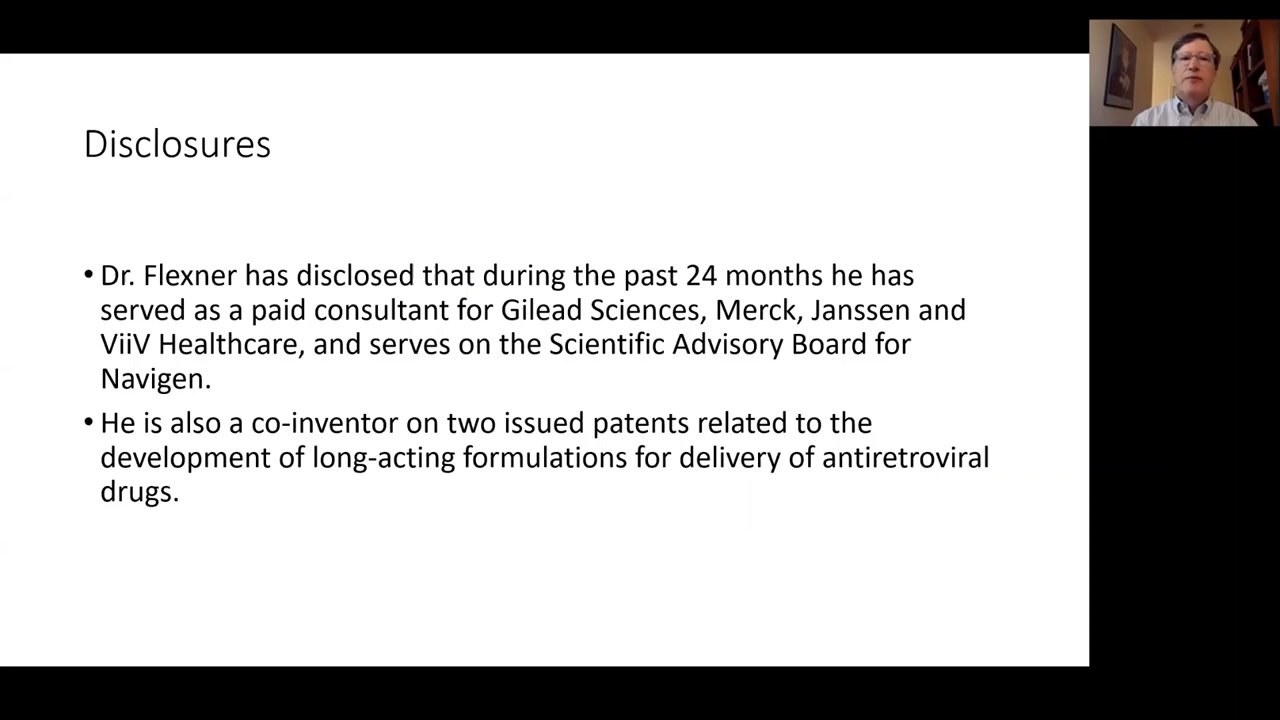 Disclosures
• Dr. Flexner has disclosed that during the past 24 months he has
served as a paid consultant for Gilead Sciences, Merck, Janssen and
ViiV Healthcare, and serves on the Scientific Advisory Board for
Navigen.
• He is also a co-inventor on two issued patents related to the
development of long-acting formulations for delivery of antiretroviral
drugs.